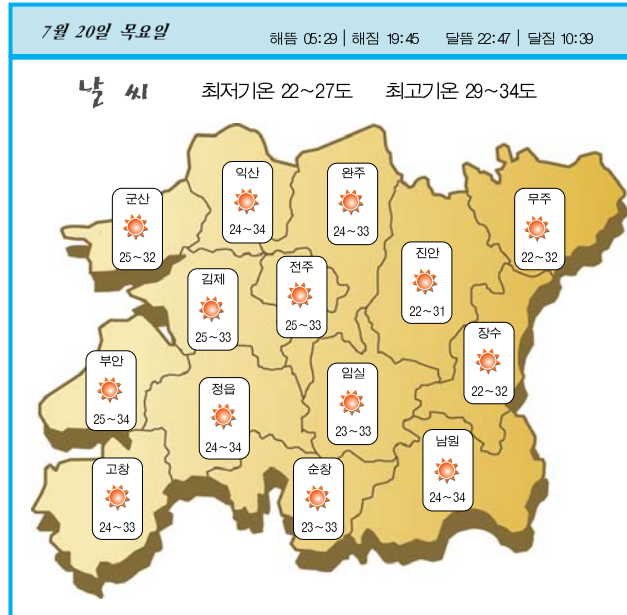 7월 20일 목요일
해뜸 05:29 | 해짐 19:45 달뜸 22:47 | 달짐 10:39
날 씨 최저기온 22~27도 최고기온 29~34도
익산
24~34
완주
24~33
군산
25~32
무주
22~32
진안
22~31
전주
25~33
김제
25~33
장수
22~32
부안
25~34
임실
23~33
정읍
24~34
남원
24~34
고창
24~33
순창
23~33